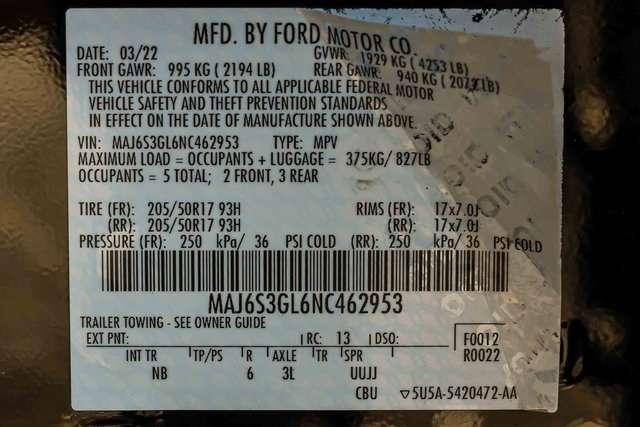 MFD. BY FORD MOTOR CO.
DATE: 03/22 GVWR: 1929 KG ( 4253 LB)
FRONT GAWR: 995 KG ( 2194 LB) REAR GAWR: 940 KG ( LB)
THIS VEHICLE CONFORMS TO ALL APPLICABLE FEDERAL MOTOR
VEHICLE SAFETY AND THEFT PREVENTION STANDARDS
IN EFFECT ON THE DATE OF MANUFACTURE SHOWN ABOVE.
VIN: MAJ6S3GL6NC462953 TYPE: MPV
MAXIMUM LOAD = OCCUPANTS + LUGGAGE = 375KG/ 827LB
OCCUPANTS = 5 TOTAL; 2 FRONT, 3 REAR
TIRE (FR): 205/50R17 93H RIMS (FR): 17x7.0J
(RR): 205/50R17 93H (RR): 17x7.0J
PRESSURE (FR): 250 kPa/ 36 PSI COLD (RR): 250 kPa/ 36 PSI COLD
MAJ6S3GL6NC462953
TRAILER TOWING - SEE OWNER GUIDE
EXT PNT: RC: 13 DSO: F0012
R0022
INT TR TP/PS R AXLE TR SPR
NB 6 3L UUJJ
CBU ▽5U5A-5420472-AA